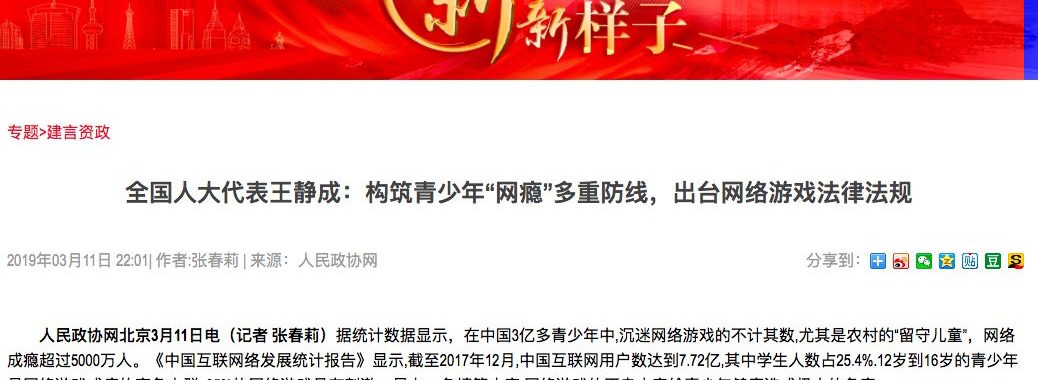 新新样子
专题>建言资政
全国人大代表王静成：构筑青少年“网瘾”多重防线，出台网络游戏法律法规
2019年03月11日 22:01| 作者:张春莉 | 来源：人民政协网
分享到：
人民政协网北京3月11日电（记者 张春莉）据统计数据显示，在中国3亿多青少年中,沉迷网络游戏的不计其数,尤其是农村的“留守儿童”，网络
成瘾超过5000万人。《中国互联网络发展统计报告》显示,截至2017年12月,中国互联网用户数达到7.72亿,其中学生人数占25.4%.12岁到16岁的青少年